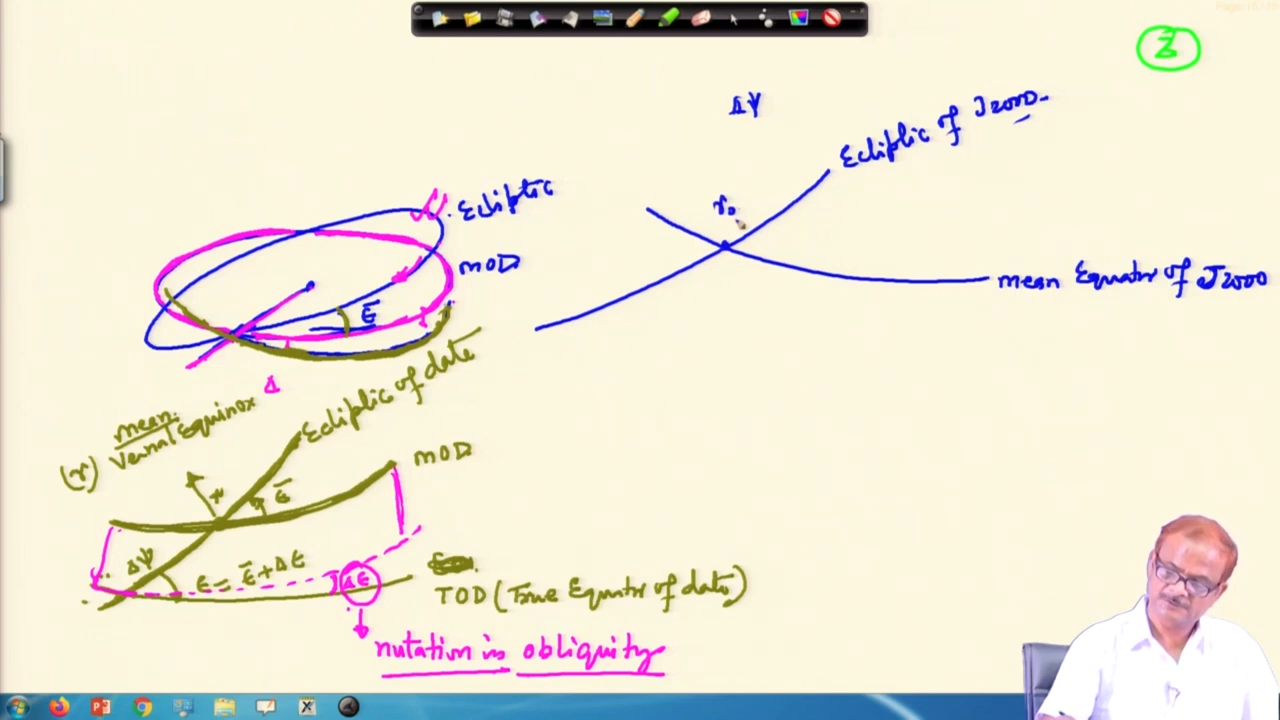 3
ΔΨ
Ecliptic of J2000
γ₀
mean Equator of J2000
Ecliptic
MOD
ε̄
Δ
(γ) mean
Vernal Equinox
Ecliptic of date
MOD
γ
ε̄
ΔΨ
ε = ε̄ + Δε
Δε
TOD (True Equator of date)
nutation in obliquity